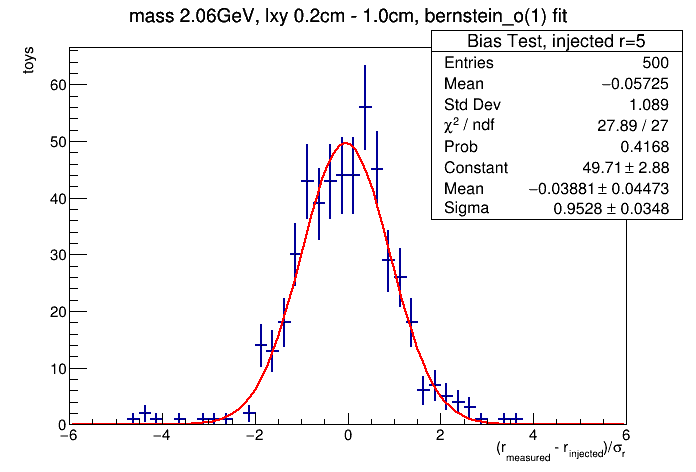 mass 2.06GeV, lxy 0.2cm - 1.0cm, bernstein_o(1) fit
Bias Test, injected r=5
Entries 500
Mean −0.05725
Std Dev 1.089
χ² / ndf 27.89 / 27
Prob 0.4168
Constant 49.71 ± 2.88
Mean −0.03881 ± 0.04473
Sigma 0.9528 ± 0.0348
toys
60
50
40
30
20
10
0
−6 −4 −2 0 2 4 6
(r_measured - r_injected)/σ_r